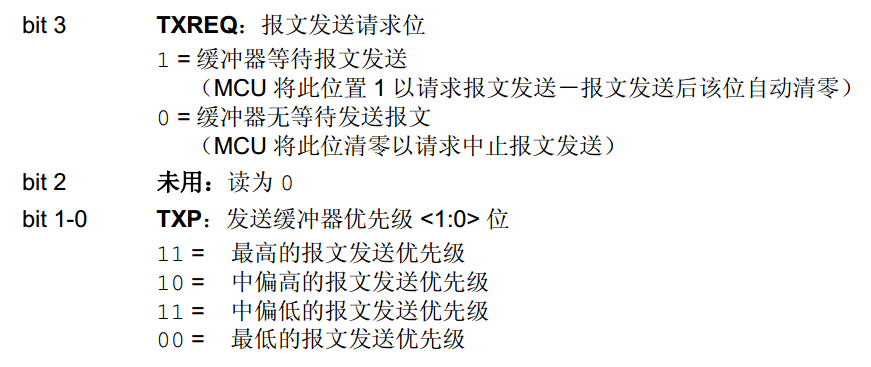 bit 3 TXREQ：报文发送请求位
1 = 缓冲器等待报文发送
（MCU 将此位置 1 以请求报文发送－报文发送后该位自动清零）
0 = 缓冲器无等待发送报文
（MCU 将此位清零以请求中止报文发送）
bit 2 未用：读为 0
bit 1-0 TXP：发送缓冲器优先级 <1:0> 位
11 = 最高的报文发送优先级
10 = 中偏高的报文发送优先级
11 = 中偏低的报文发送优先级
00 = 最低的报文发送优先级